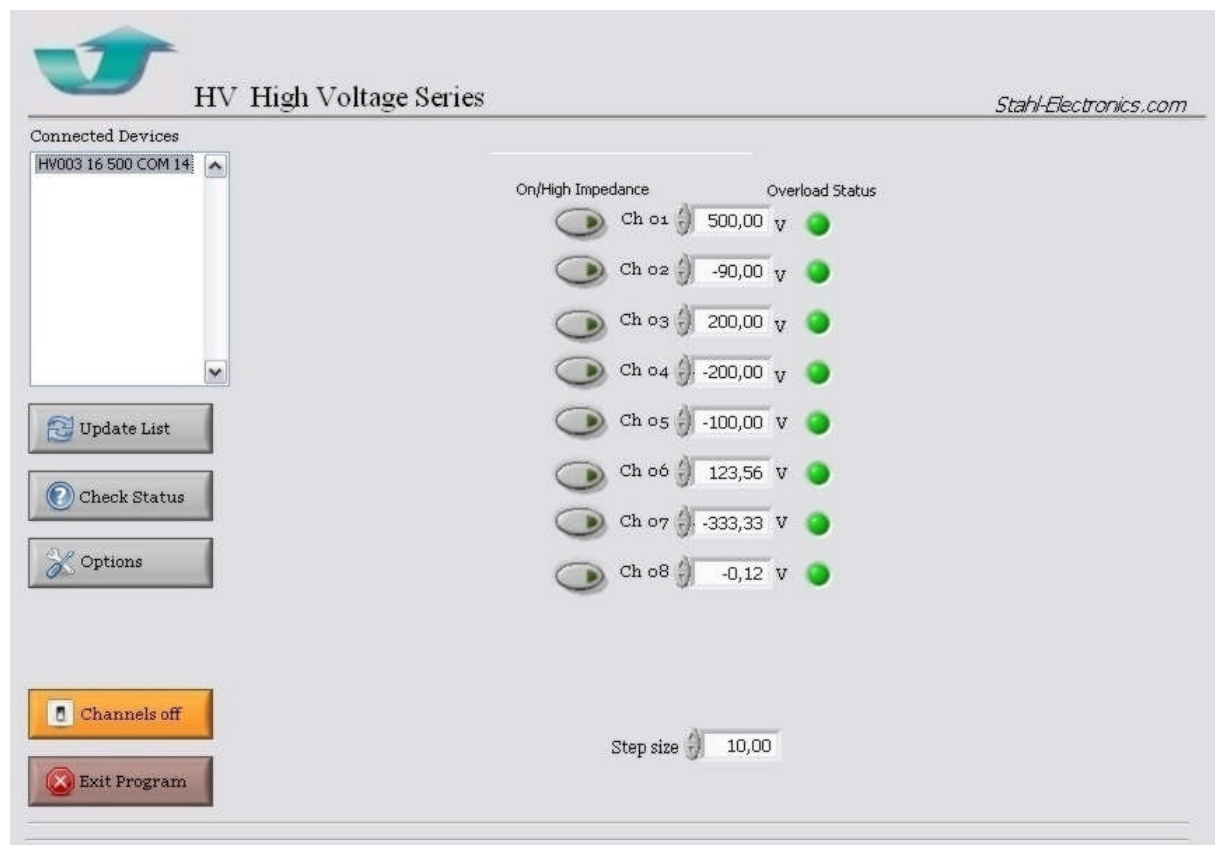 HV High Voltage Series
Stahl-Electronics.com
Connected Devices
HV003 16 500 COM 14
On/High Impedance Overload Status
Ch 01 500,00 V
Ch 02 -90,00 V
Ch 03 200,00 V
Ch 04 -200,00 V
Ch 05 -100,00 V
Ch 06 123,56 V
Ch 07 -333,33 V
Ch 08 -0,12 V
Update List
Check Status
Options
Channels off
Step size 10,00
Exit Program